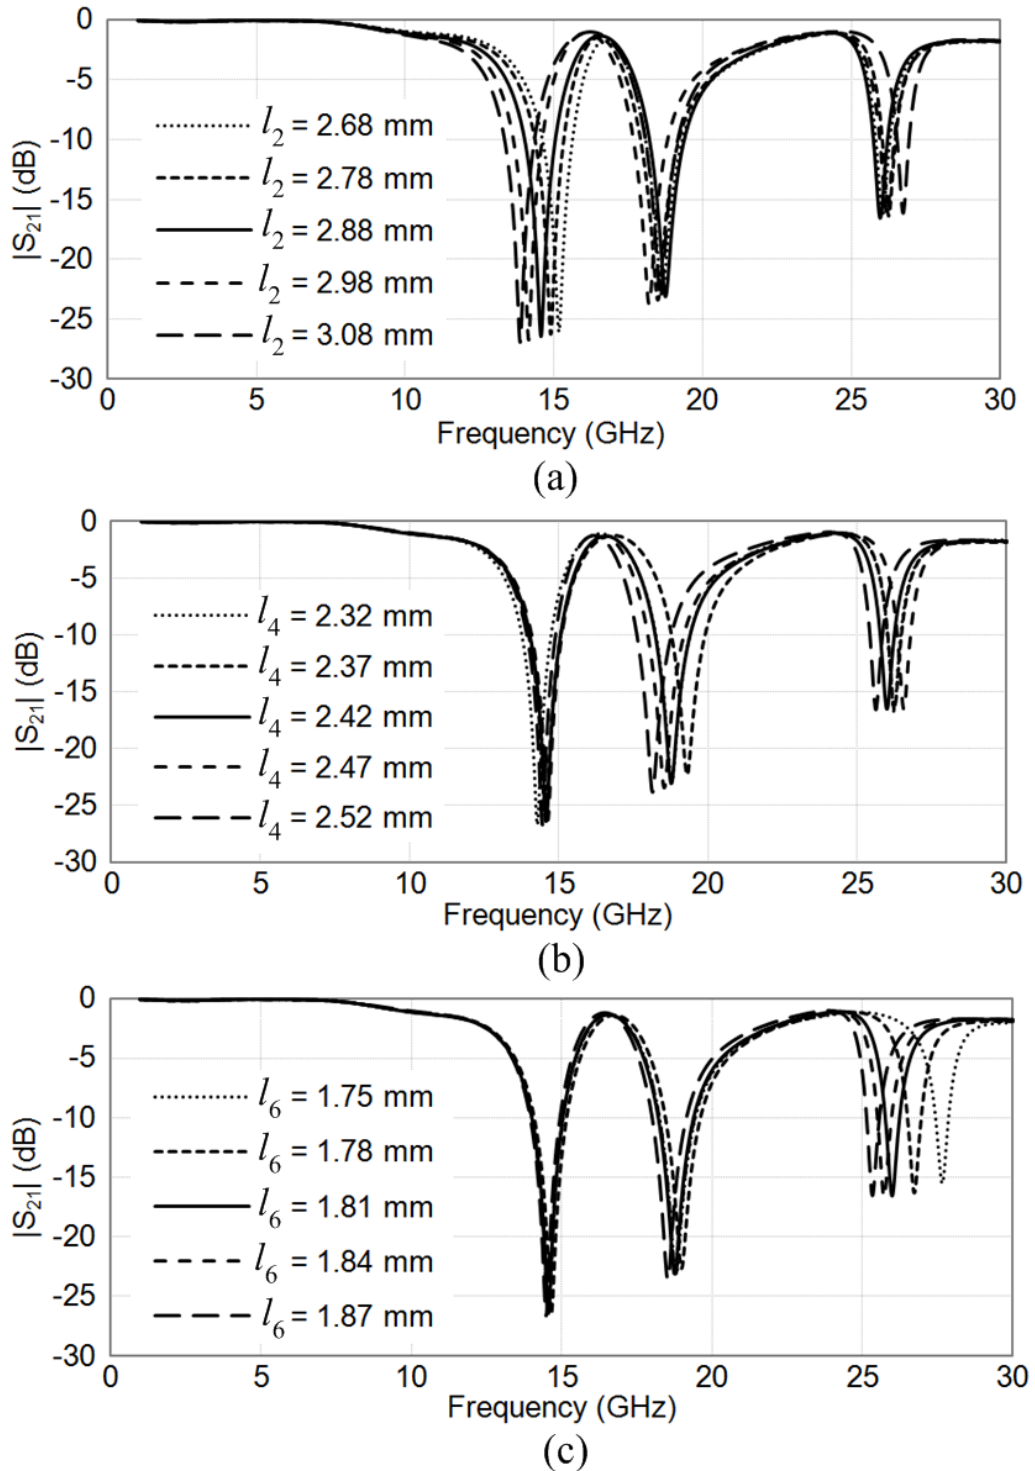 0
-5
-10
-15
-20
-25
-30
|S21| (dB)
l2 = 2.68 mm
l2 = 2.78 mm
l2 = 2.88 mm
l2 = 2.98 mm
l2 = 3.08 mm
0 5 10 15 20 25 30
Frequency (GHz)
(a)
0
-5
-10
-15
-20
-25
-30
|S21| (dB)
l4 = 2.32 mm
l4 = 2.37 mm
l4 = 2.42 mm
l4 = 2.47 mm
l4 = 2.52 mm
0 5 10 15 20 25 30
Frequency (GHz)
(b)
0
-5
-10
-15
-20
-25
-30
|S21| (dB)
l6 = 1.75 mm
l6 = 1.78 mm
l6 = 1.81 mm
l6 = 1.84 mm
l6 = 1.87 mm
0 5 10 15 20 25 30
Frequency (GHz)
(c)